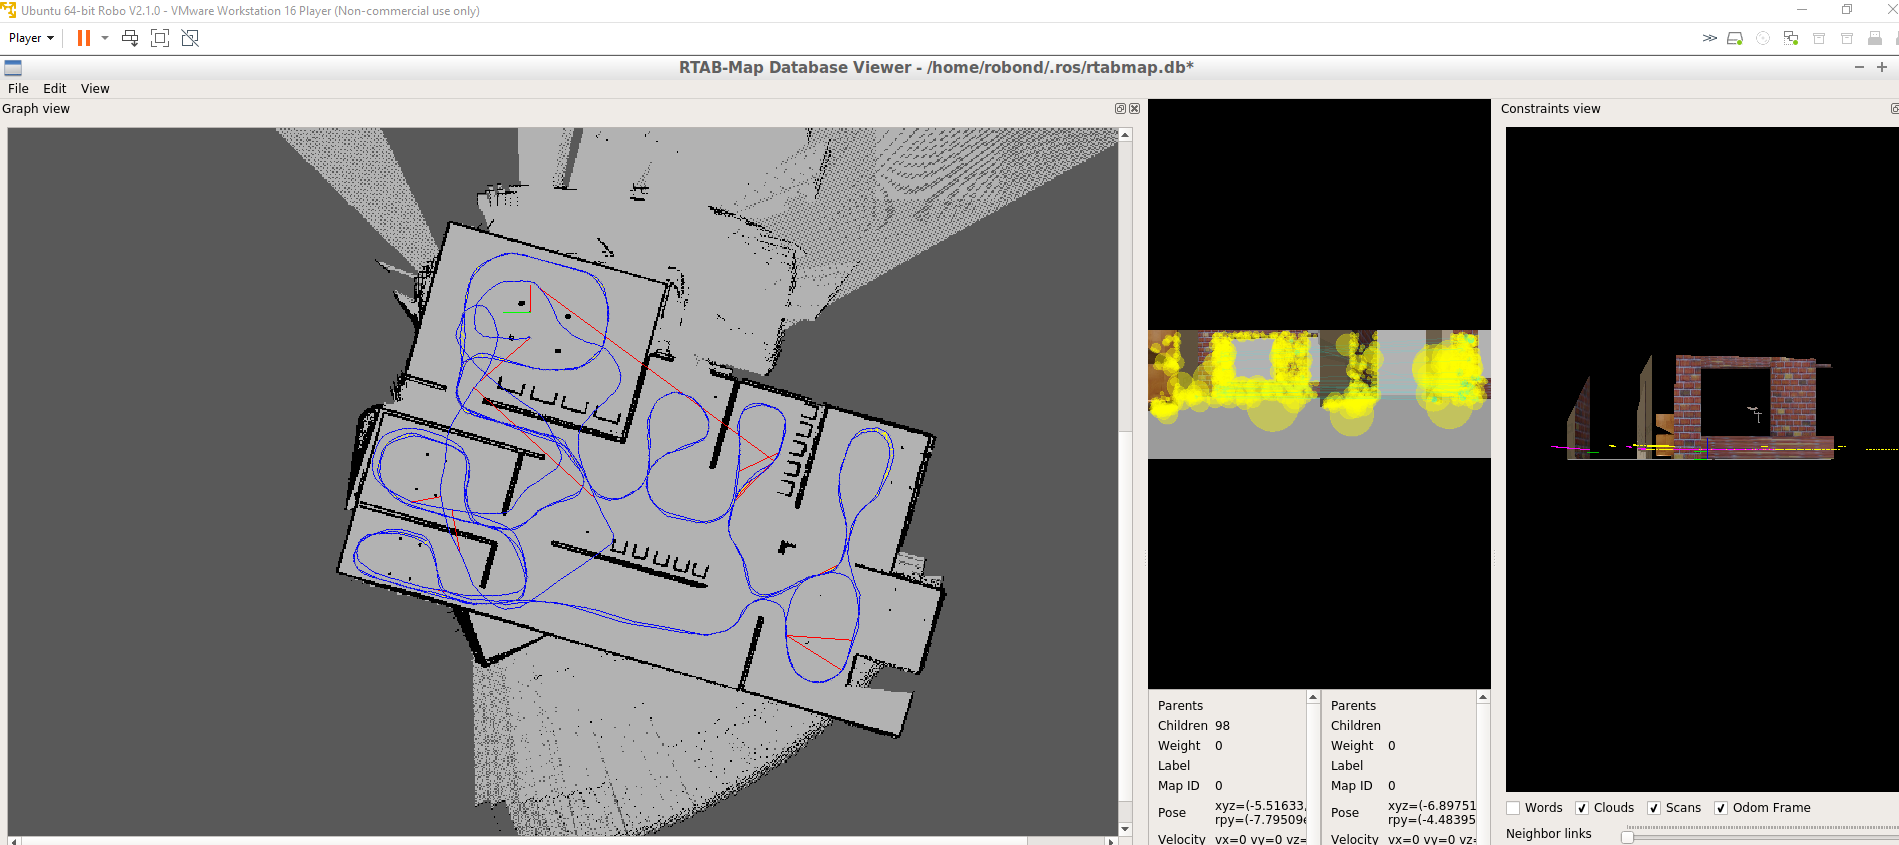 Ubuntu 64-bit Robo V2.1.0 - VMware Workstation 16 Player (Non-commercial use only)
Player
RTAB-Map Database Viewer - /home/robond/.ros/rtabmap.db*
File Edit View
Graph view
Constraints view
Parents
Children 98
Weight 0
Label
Map ID 0
Pose xyz=(-5.51633,
rpy=(-7.79509e
Velocity vx=0 vy=0 vz=
Parents
Children
Weight 0
Label
Map ID 0
Pose xyz=(-6.89751
rpy=(-4.48395
Velocity vx=0 vy=0 vz=
Words Clouds Scans Odom Frame
Neighbor links